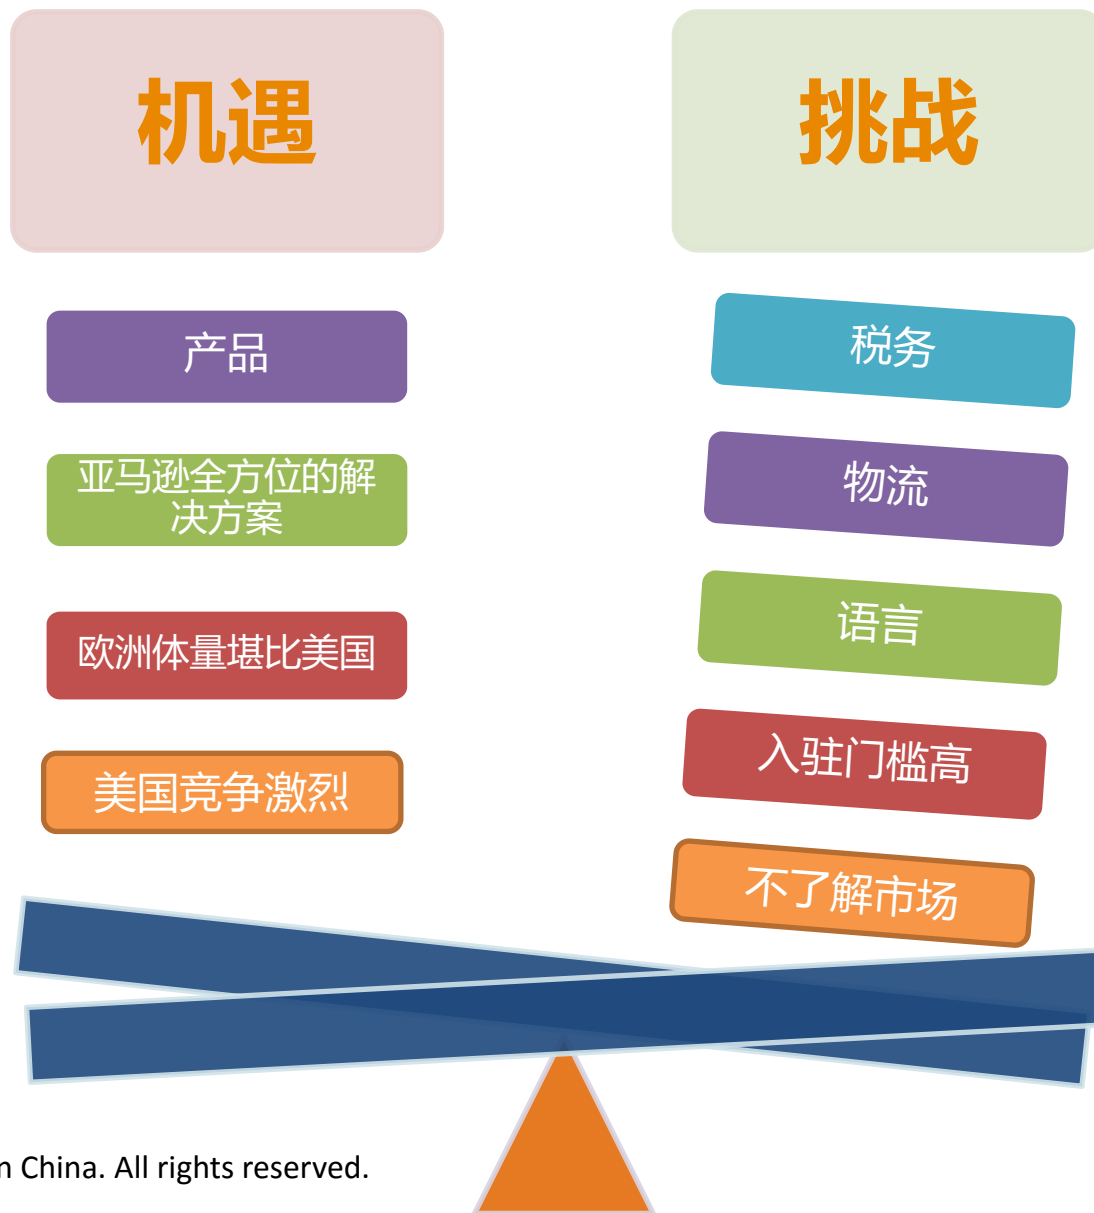 机遇
产品
亚马逊全方位的解
决方案
欧洲体量堪比美国
美国竞争激烈
挑战
税务
物流
语言
入驻门槛高
不了解市场
China. All rights reserved.